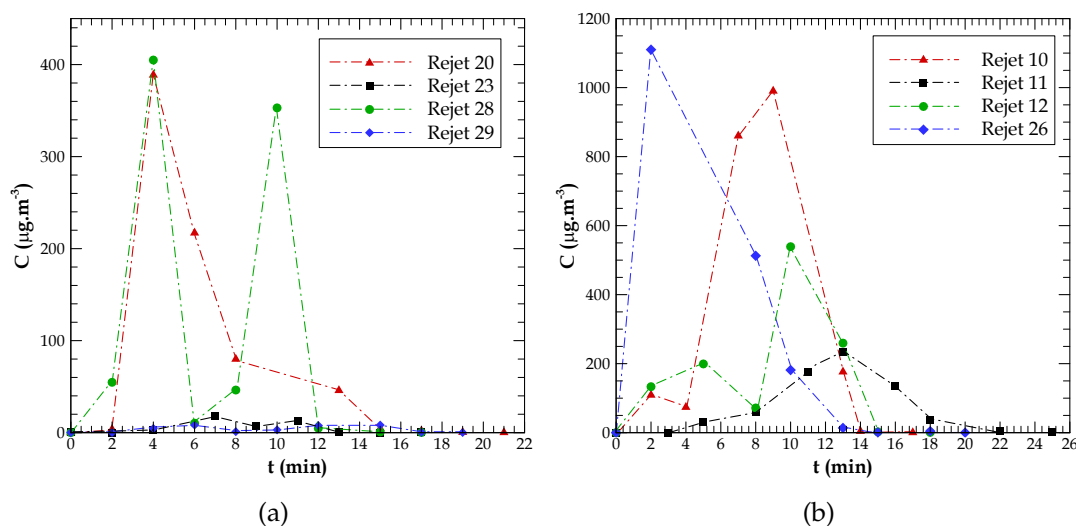 400
300
200
100
0
C (µg.m-3)
0 2 4 6 8 10 12 14 16 18 20 22
t (min)
Rejet 20
Rejet 23
Rejet 28
Rejet 29
(a)
1200
1000
800
600
400
200
0
C (µg.m-3)
0 2 4 6 8 10 12 14 16 18 20 22 24 26
t (min)
Rejet 10
Rejet 11
Rejet 12
Rejet 26
(b)